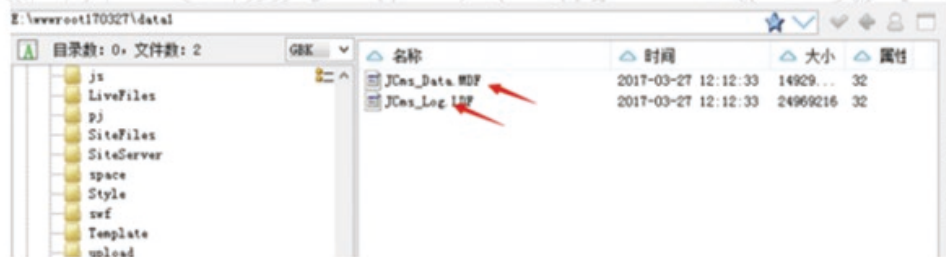 E:\wwwroot170327\data1
目录数：0，文件数：2 GBK
名称 时间 大小 属性
js
LiveFiles
pj
SiteFiles
SiteServer
space
Style
swf
Template
upload
JCms_Data.MDF 2017-03-27 12:12:33 14929... 32
JCms_Log.LDF 2017-03-27 12:12:33 24969216 32